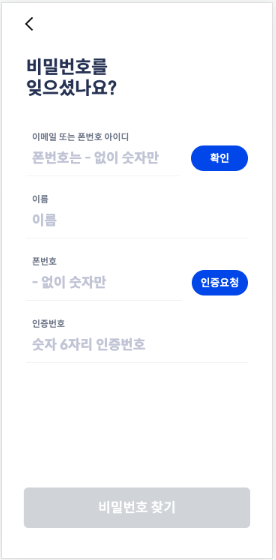 비밀번호를
잊으셨나요?
이메일 또는 폰번호 아이디
폰번호는 - 없이 숫자만
확인
이름
이름
폰번호
- 없이 숫자만
인증요청
인증번호
숫자 6자리 인증번호
비밀번호 찾기